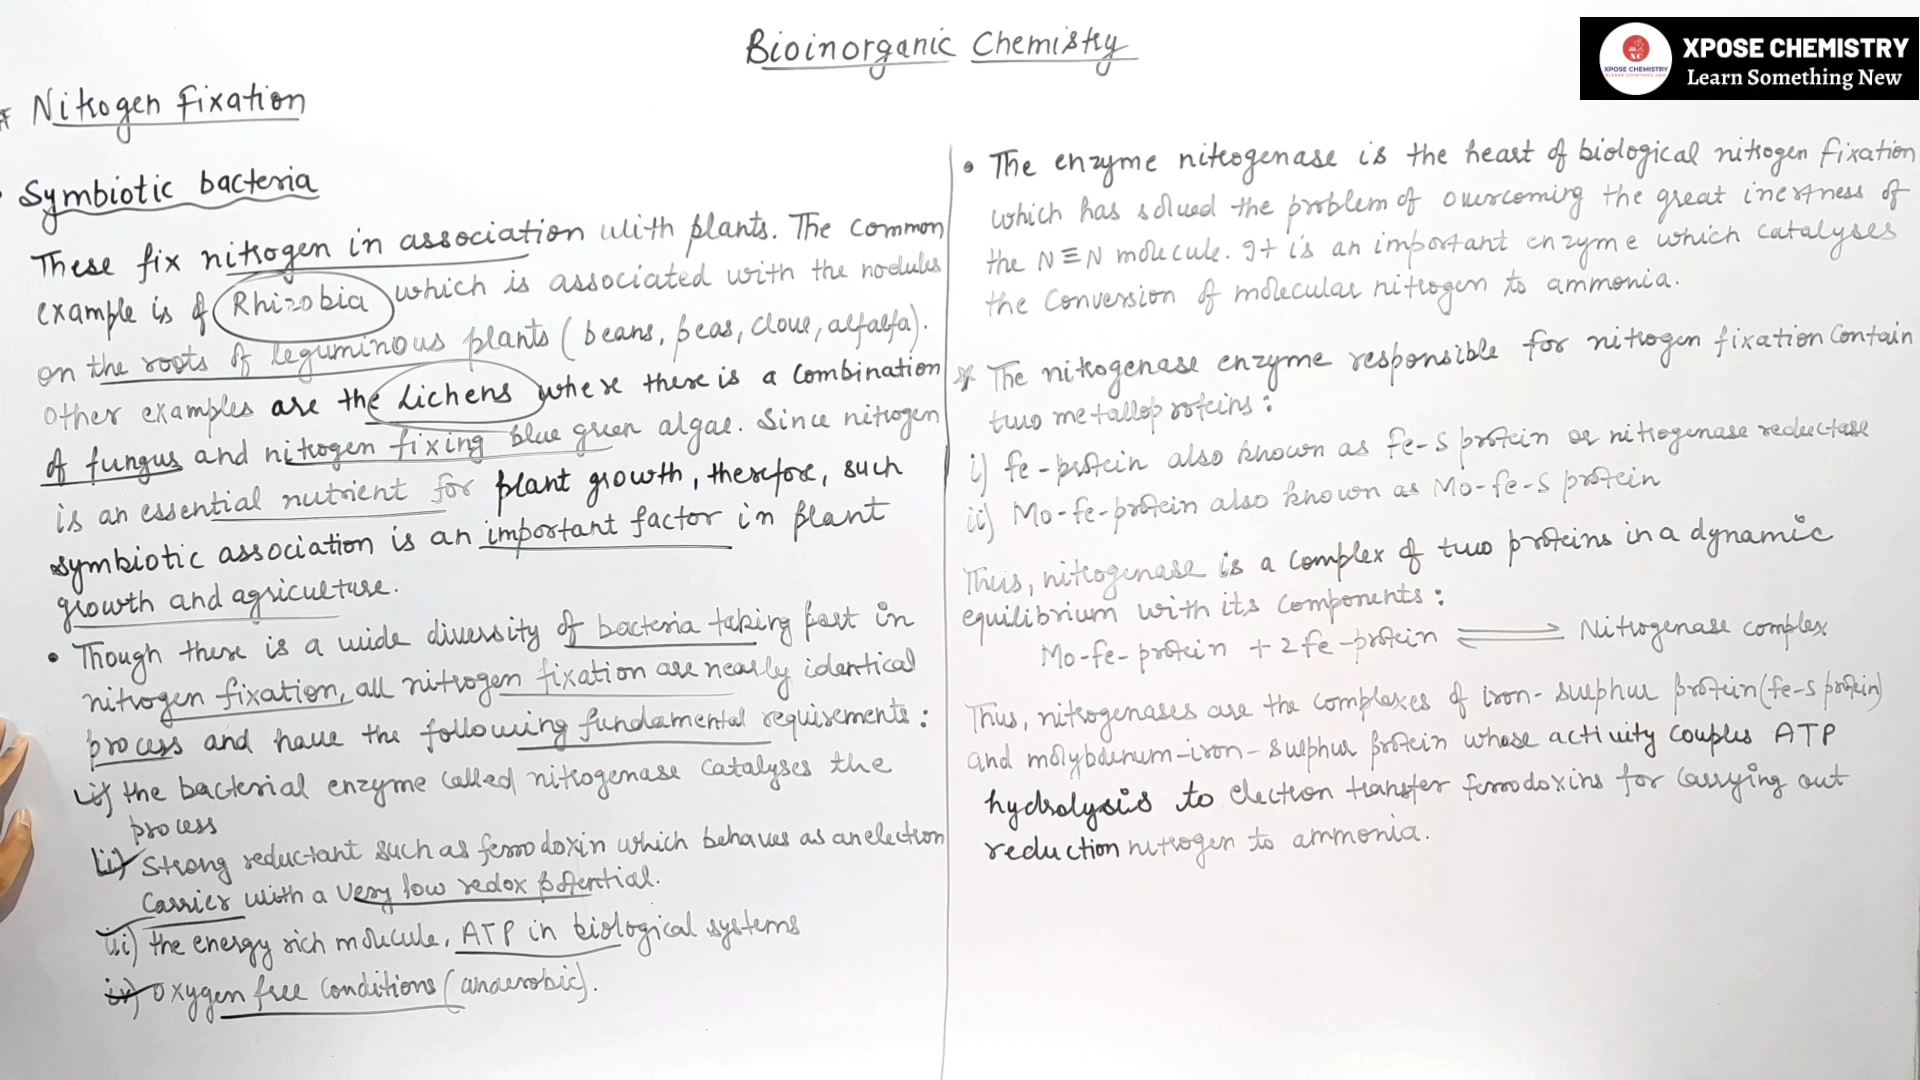 Bioinorganic Chemistry
XPOSE CHEMISTRY
Learn Something New
XPOSE CHEMISTRY
Nitrogen Fixation
Symbiotic bacteria
These fix nitrogen in association with plants. The common
example is of Rhizobia which is associated with the nodules
on the roots of leguminous plants (beans, peas, clove, alfalfa).
Other examples are the Lichens where there is a combination
of fungus and nitrogen fixing blue green algae. Since nitrogen
is an essential nutrient for plant growth, therefore, such
symbiotic association is an important factor in plant
growth and agriculture.
• Though there is a wide diversity of bacteria taking part in
nitrogen fixation, all nitrogen fixation are nearly identical
process and have the following fundamental requirements:
i) the bacterial enzyme called nitrogenase catalyses the
process
ii) Strong reductant such as ferrodoxin which behaves as an electron
carrier with a very low redox potential.
iii) the energy rich molecule, ATP in biological systems
iv) oxygen free conditions (anaerobic).
• The enzyme nitrogenase is the heart of biological nitrogen fixation
which has solved the problem of overcoming the great inertness of
the N≡N molecule. It is an important enzyme which catalyses
the conversion of molecular nitrogen to ammonia.
* The nitrogenase enzyme responsible for nitrogen fixation contain
two metalloproteins:
i) Fe-protein also known as Fe-S protein or nitrogenase reductase
ii) Mo-Fe-protein also known as Mo-Fe-S protein
Thus, nitrogenase is a complex of two proteins in a dynamic
equilibrium with its components:
Mo-Fe-protein + 2Fe-protein ⇌ Nitrogenase complex
Thus, nitrogenases are the complexes of iron-sulphur protein (Fe-S protein)
and molybdenum-iron-sulphur protein whose activity couples ATP
hydrolysis to electron transfer ferrodoxins for carrying out
reduction nitrogen to ammonia.